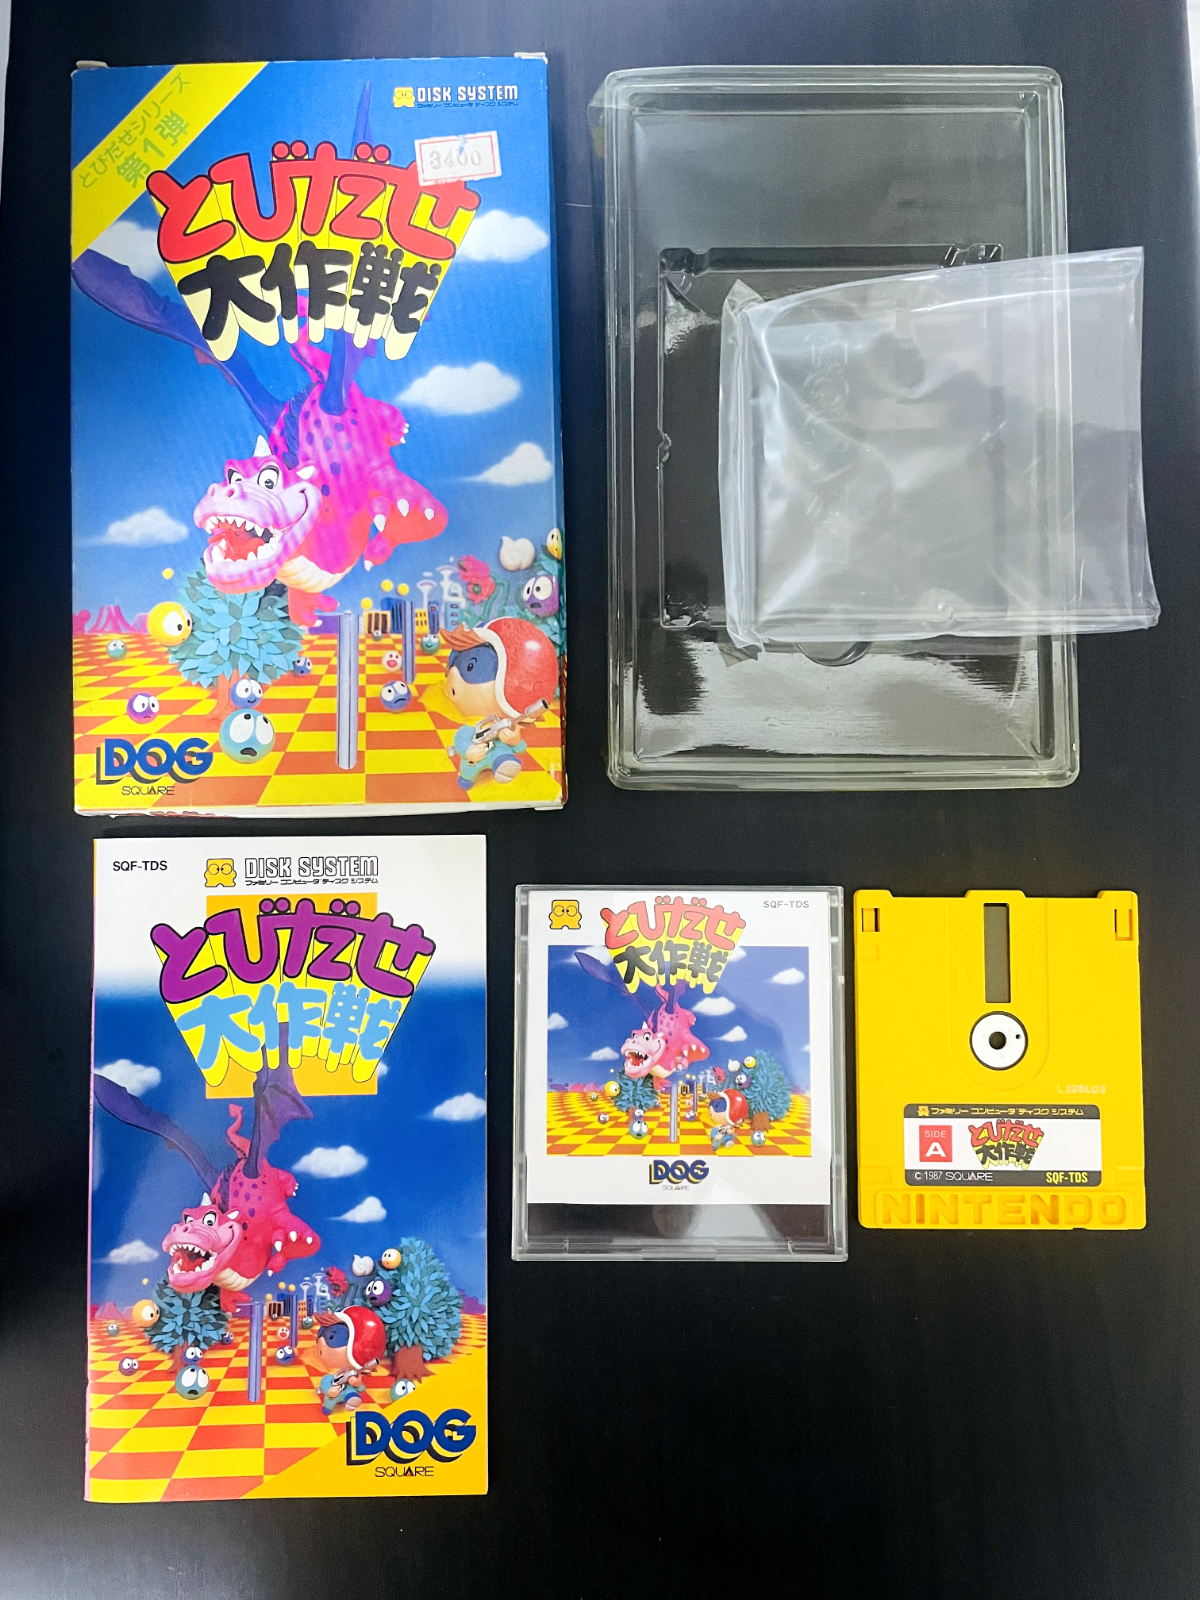 とびだせシリーズ
第1弾
DISK SYSTEM
ファミリー コンピュータ ディスク システム
3400
とびだせ
大作戦
DOG
SQUARE
SQF-TDS
DISK SYSTEM
ファミリー コンピュータ ディスク システム
とびだせ
大作戦
DOG
SQUARE
SQF-TDS
とびだせ
大作戦
DOG
SQUARE
ファミリー コンピュータ ディスク システム
SIDE
A
とびだせ
大作戦
© 1987 SQUARE
SQF-TDS
NINTENDO